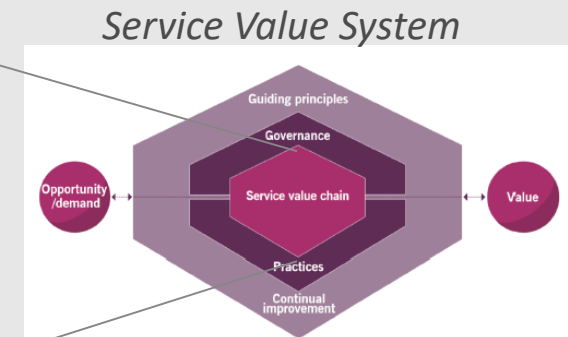 Service Value System
Guiding principles
Governance
Opportunity
/demand
Service value chain
Value
Practices
Continual
improvement